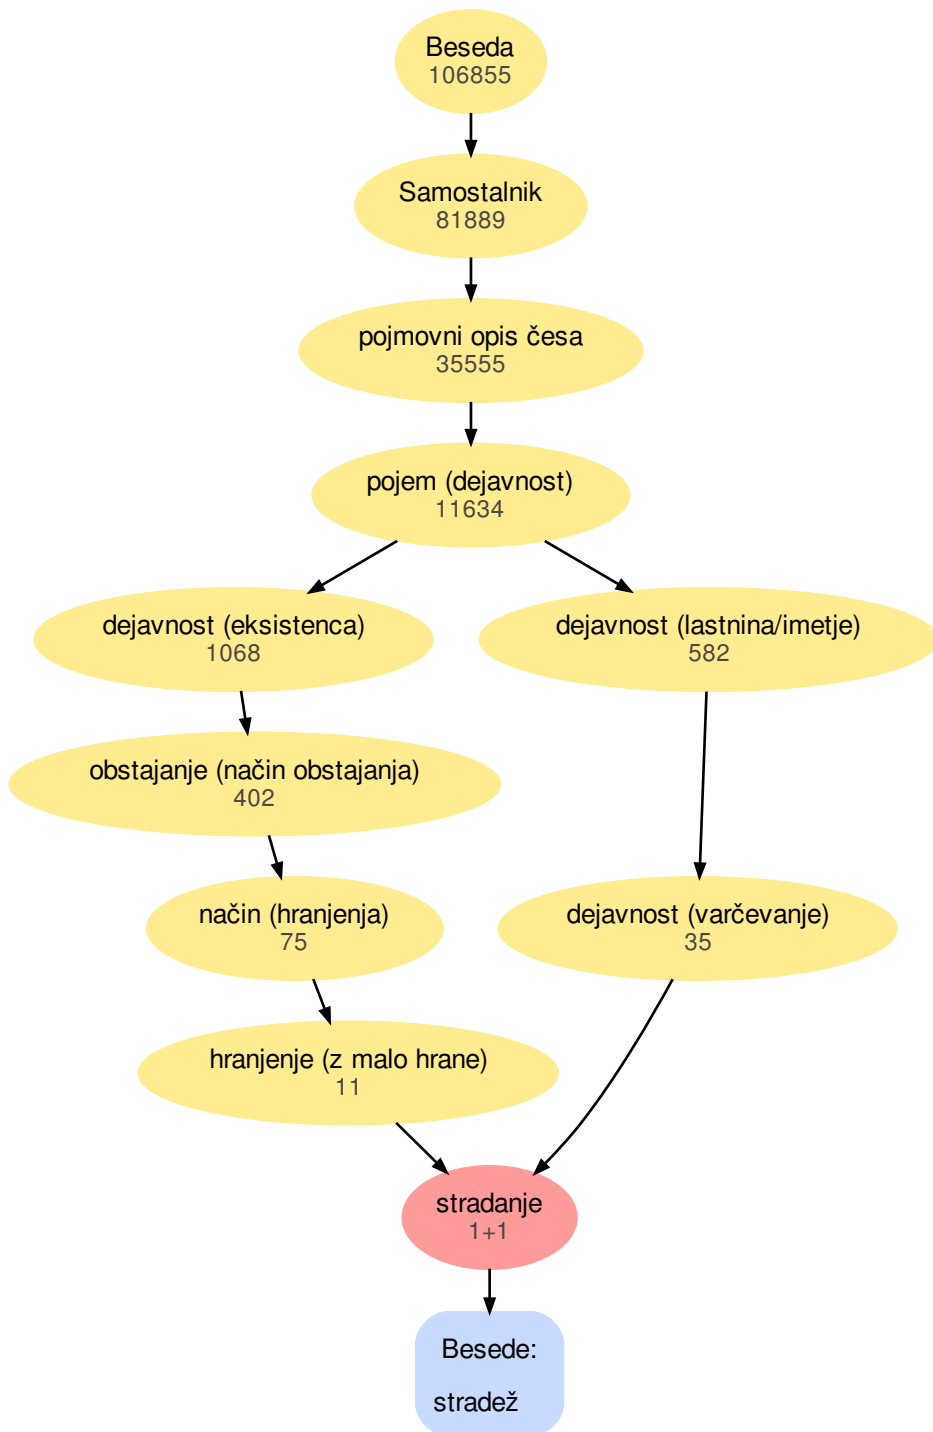 Beseda
106855
Samostalnik
81889
pojmovni opis česa
35555
pojem (dejavnost)
11634
dejavnost (eksistenca)
1068
dejavnost (lastnina/imetje)
582
obstajanje (način obstajanja)
402
način (hranjenja)
75
dejavnost (varčevanje)
35
hranjenje (z malo hrane)
11
stradanje
1+1
Besede:
stradež